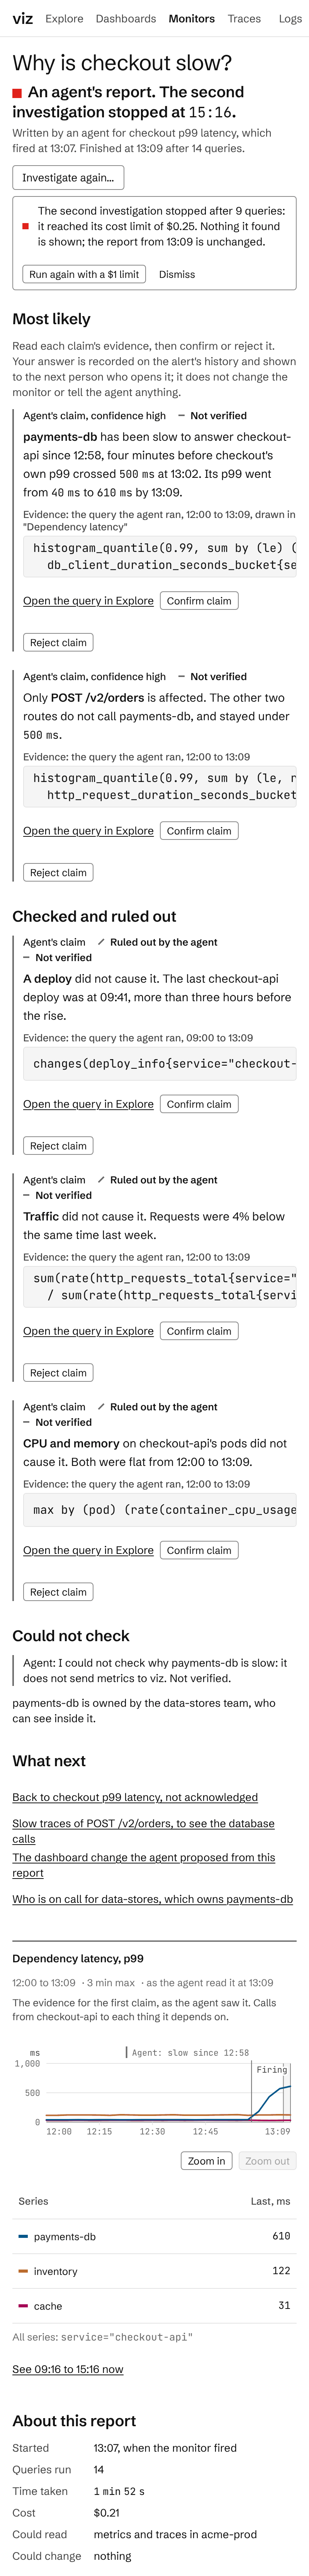 viz Explore Dashboards Monitors Traces Logs
Why is checkout slow?
An agent's report. The second
investigation stopped at 15:16.
Written by an agent for checkout p99 latency, which
fired at 13:07. Finished at 13:09 after 14 queries.
Investigate again...
The second investigation stopped after 9 queries:
it reached its cost limit of $0.25. Nothing it found
is shown; the report from 13:09 is unchanged.
Run again with a $1 limit Dismiss
Most likely
Read each claim's evidence, then confirm or reject it.
Your answer is recorded on the alert's history and shown
to the next person who opens it; it does not change the
monitor or tell the agent anything.
Agent's claim, confidence high – Not verified
payments-db has been slow to answer checkout-
api since 12:58, four minutes before checkout's
own p99 crossed 500 ms at 13:02. Its p99 went
from 40 ms to 610 ms by 13:09.
Evidence: the query the agent ran, 12:00 to 13:09, drawn in
"Dependency latency"
histogram_quantile(0.99, sum by (le) (
db_client_duration_seconds_bucket{se
Open the query in Explore Confirm claim
Reject claim
Agent's claim, confidence high – Not verified
Only POST /v2/orders is affected. The other two
routes do not call payments-db, and stayed under
500 ms.
Evidence: the query the agent ran, 12:00 to 13:09
histogram_quantile(0.99, sum by (le, r
http_request_duration_seconds_bucket
Open the query in Explore Confirm claim
Reject claim
Checked and ruled out
Agent's claim Ruled out by the agent
– Not verified
A deploy did not cause it. The last checkout-api
deploy was at 09:41, more than three hours before
the rise.
Evidence: the query the agent ran, 09:00 to 13:09
changes(deploy_info{service="checkout-
Open the query in Explore Confirm claim
Reject claim
Agent's claim Ruled out by the agent
– Not verified
Traffic did not cause it. Requests were 4% below
the same time last week.
Evidence: the query the agent ran, 12:00 to 13:09
sum(rate(http_requests_total{service="
/ sum(rate(http_requests_total{servi
Open the query in Explore Confirm claim
Reject claim
Agent's claim Ruled out by the agent
– Not verified
CPU and memory on checkout-api's pods did not
cause it. Both were flat from 12:00 to 13:09.
Evidence: the query the agent ran, 12:00 to 13:09
max by (pod) (rate(container_cpu_usage
Open the query in Explore Confirm claim
Reject claim
Could not check
Agent: I could not check why payments-db is slow: it
does not send metrics to viz. Not verified.
payments-db is owned by the data-stores team, who
can see inside it.
What next
Back to checkout p99 latency, not acknowledged
Slow traces of POST /v2/orders, to see the database
calls
The dashboard change the agent proposed from this
report
Who is on call for data-stores, which owns payments-db
Dependency latency, p99
12:00 to 13:09 · 3 min max · as the agent read it at 13:09
The evidence for the first claim, as the agent saw it. Calls
from checkout-api to each thing it depends on.
ms Agent: slow since 12:58
1,000 Firing
500
0
12:00 12:15 12:30 12:45 13:09
Zoom in Zoom out
Series Last, ms
payments-db 610
inventory 122
cache 31
All series: service="checkout-api"
See 09:16 to 15:16 now
About this report
Started 13:07, when the monitor fired
Queries run 14
Time taken 1 min 52 s
Cost $0.21
Could read metrics and traces in acme-prod
Could change nothing